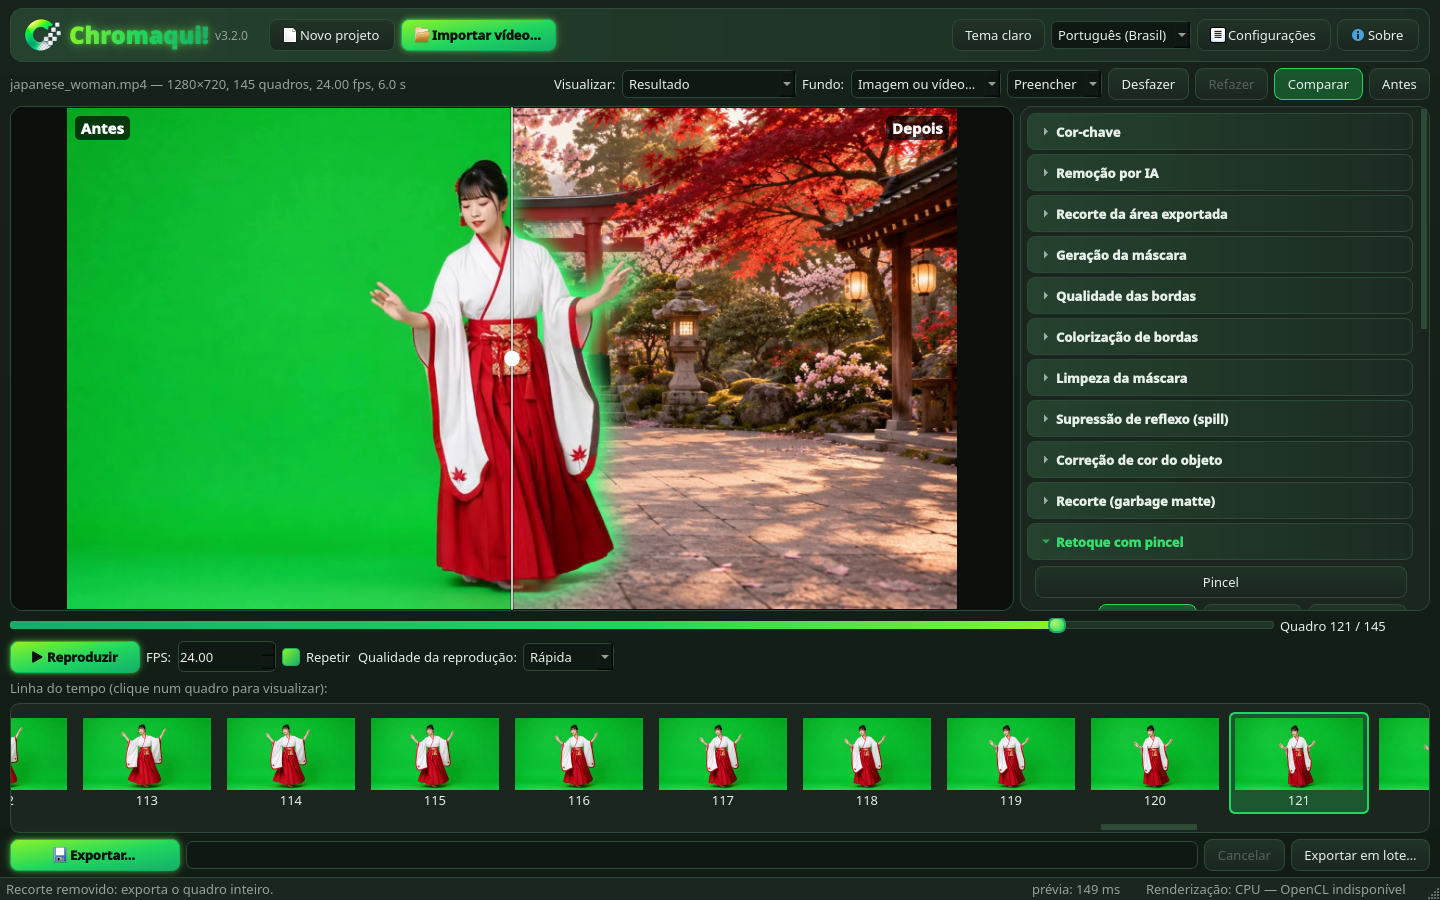 Chromaqui! v3.2.0 Novo projeto Importar vídeo... Tema claro Português (Brasil) Configurações Sobre
japanese_woman.mp4 — 1280×720, 145 quadros, 24.00 fps, 6.0 s Visualizar: Resultado Fundo: Imagem ou vídeo... Preencher Desfazer Refazer Comparar Antes
Antes Depois
Cor-chave
Remoção por IA
Recorte da área exportada
Geração da máscara
Qualidade das bordas
Colorização de bordas
Limpeza da máscara
Supressão de reflexo (spill)
Correção de cor do objeto
Recorte (garbage matte)
Retoque com pincel
Pincel
Quadro 121 / 145
Reproduzir FPS: 24.00 Repetir Qualidade da reprodução: Rápida
Linha do tempo (clique num quadro para visualizar):
2 113 114 115 116 117 118 119 120 121
Exportar... Cancelar Exportar em lote...
Recorte removido: exporta o quadro inteiro. prévia: 149 ms Renderização: CPU — OpenCL indisponível